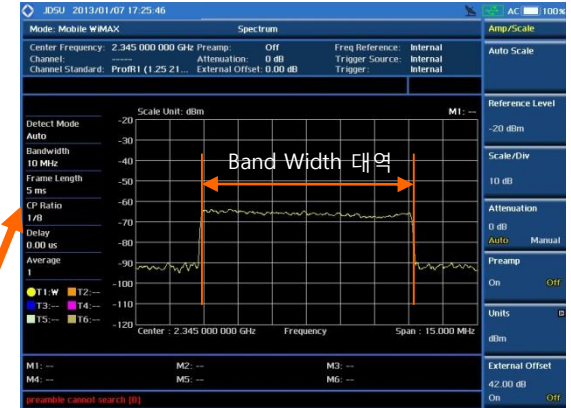 JDSU 2013/01/07 17:25:46
AC 100%
Mode: Mobile WiMAX
Spectrum
Amp/Scale
Center Frequency: 2.345 000 000 GHz Preamp: Off Freq Reference: Internal
Channel: ----- Attenuation: 0 dB Trigger Source: Internal
Channel Standard: ProfR1 (1.25 21... External Offset: 0.00 dB Trigger: Internal
Auto Scale
Scale Unit: dBm
M1: --
Reference Level
-20 dBm
Detect Mode
Auto
Bandwidth
10 MHz
Frame Length
5 ms
CP Ratio
1/8
Delay
0.00 us
Average
1
T1:W T2:--
T3:-- T4:--
T5:-- T6:--
-20
-30
-40
-50
-60
-70
-80
-90
-100
-110
-120
Band Width 대역
Center : 2.345 000 000 GHz Frequency Span : 15.000 MHz
Scale/Div
10 dB
Attenuation
0 dB
Auto Manual
Preamp
On Off
Units
dBm
External Offset
42.00 dB
On Off
M1: -- M2: -- M3: --
M4: -- M5: -- M6: --
preamble cannot search [0]